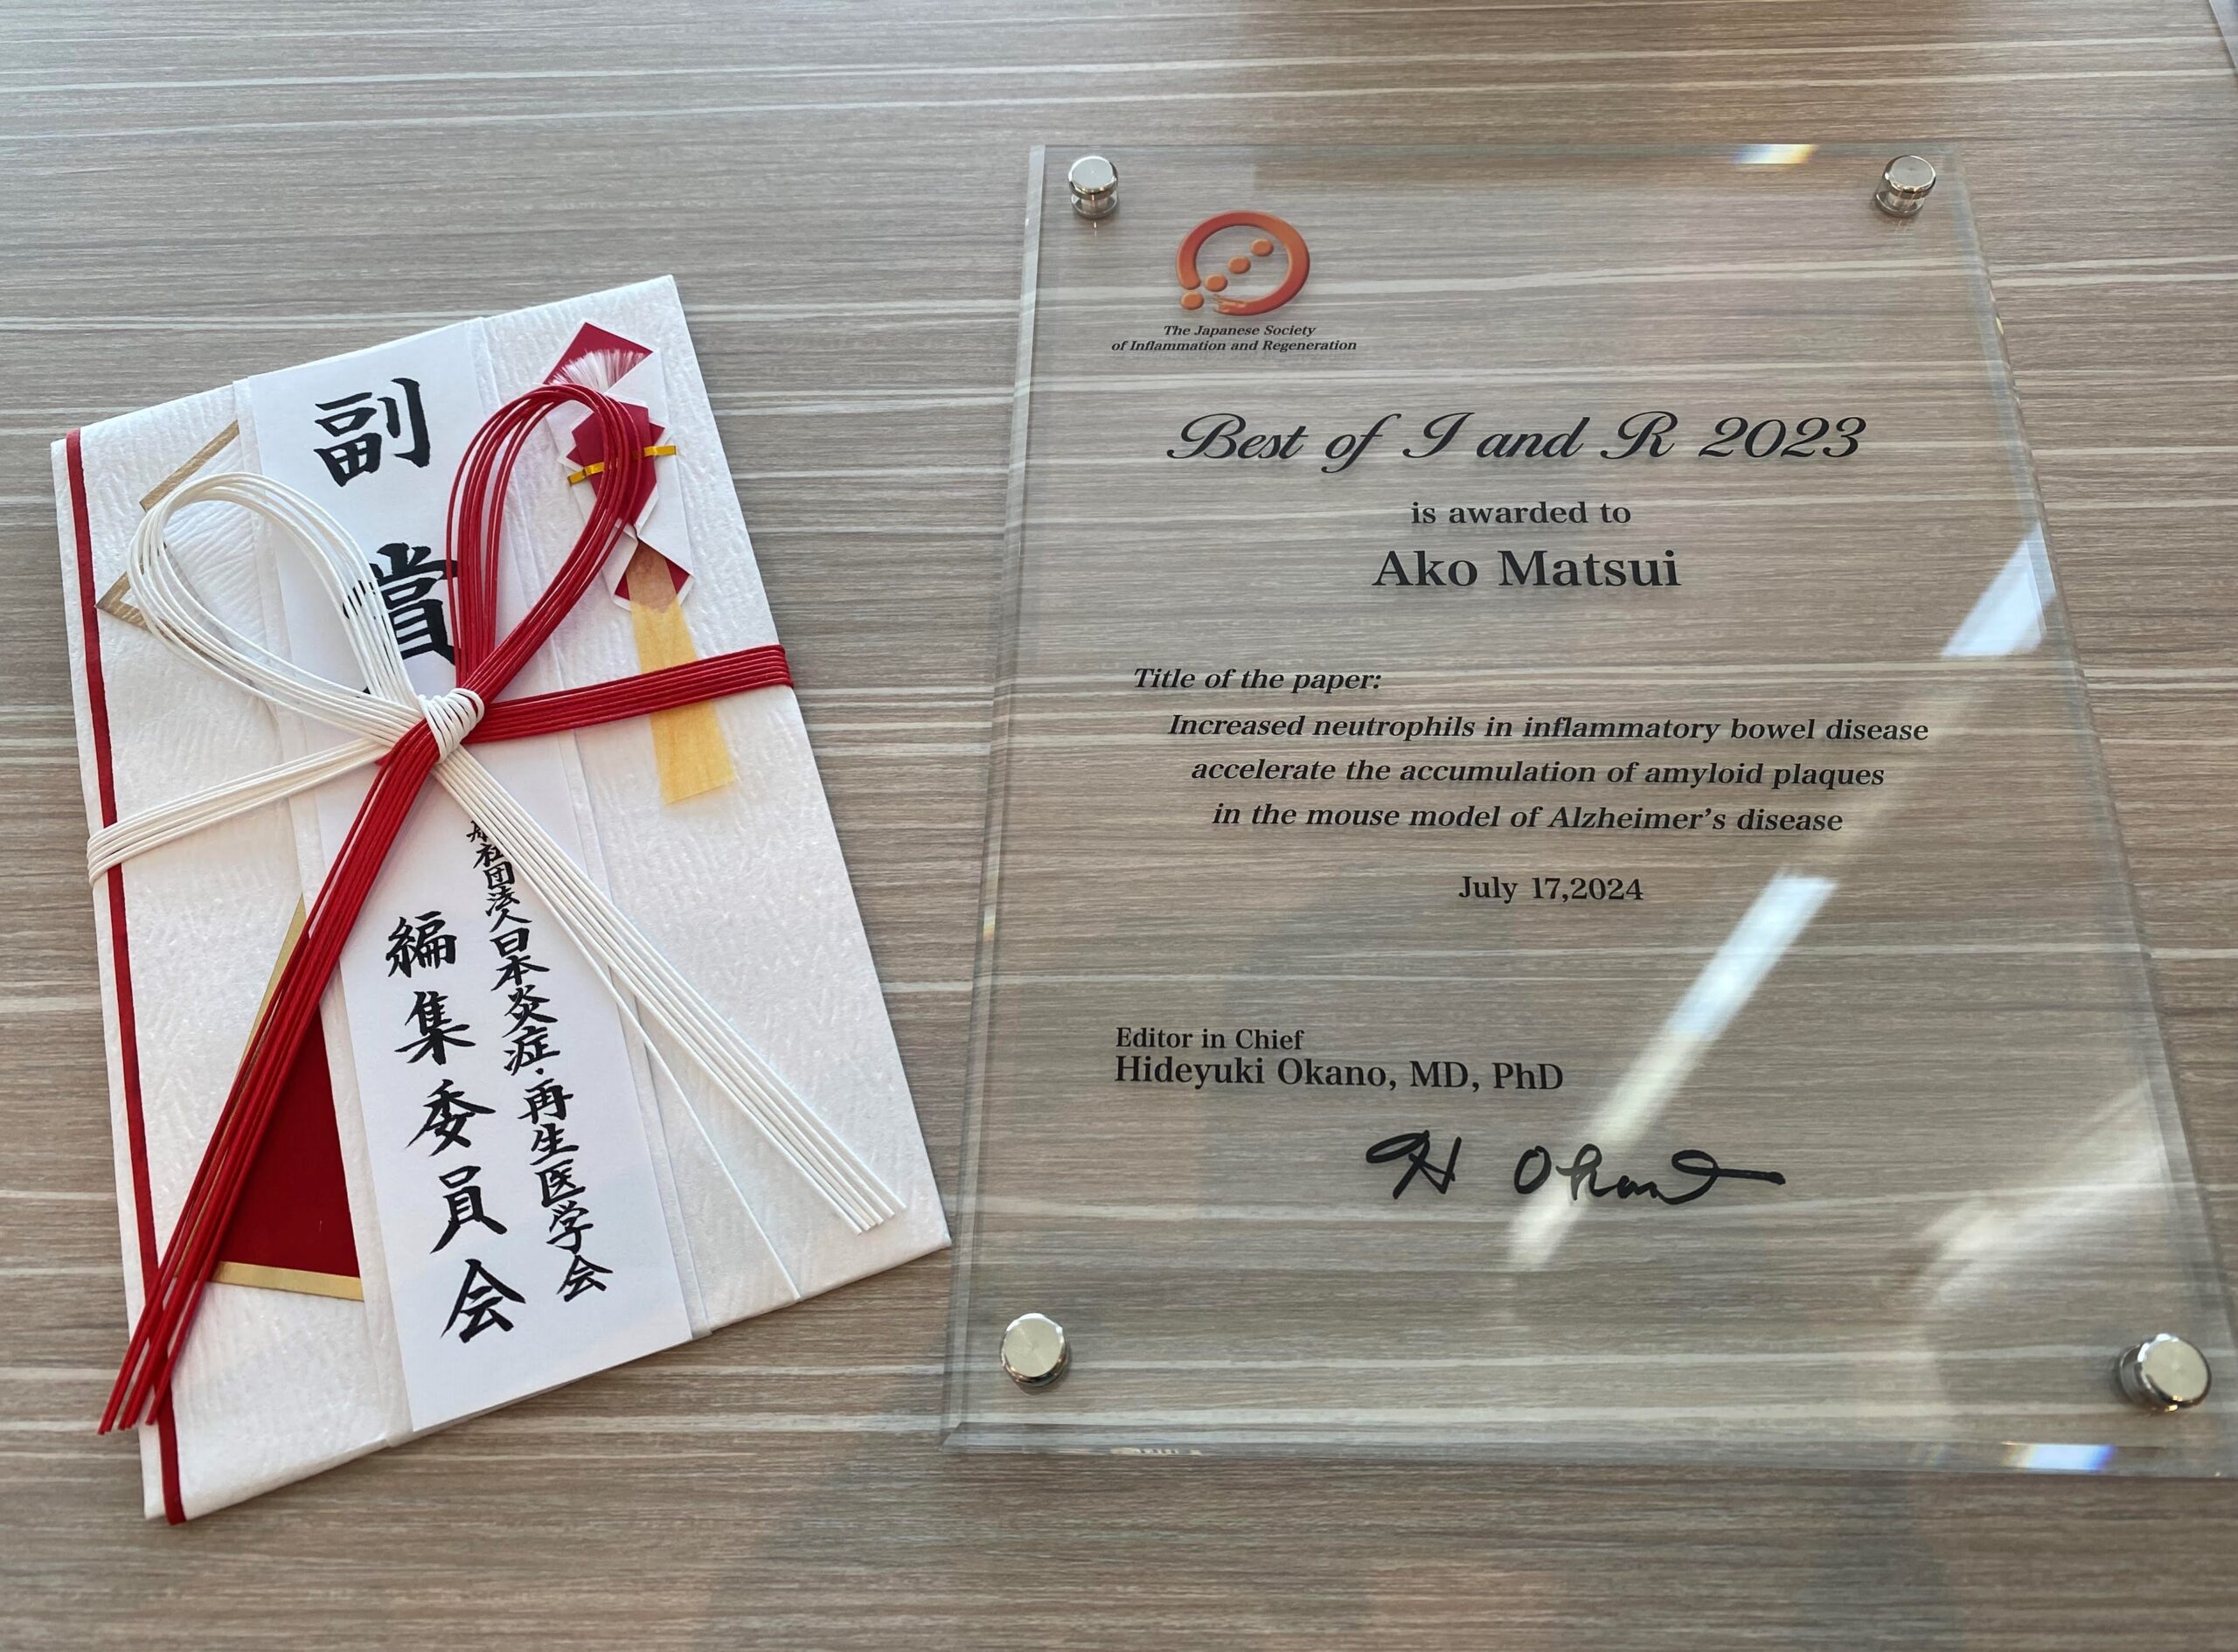 副賞
社団法人日本炎症・再生医学会
編集委員会
The Japanese Society
of Inflammation and Regeneration
Best of I and R 2023
is awarded to
Ako Matsui
Title of the paper:
Increased neutrophils in inflammatory bowel disease
accelerate the accumulation of amyloid plaques
in the mouse model of Alzheimer's disease
July 17,2024
Editor in Chief
Hideyuki Okano, MD, PhD
H Okano